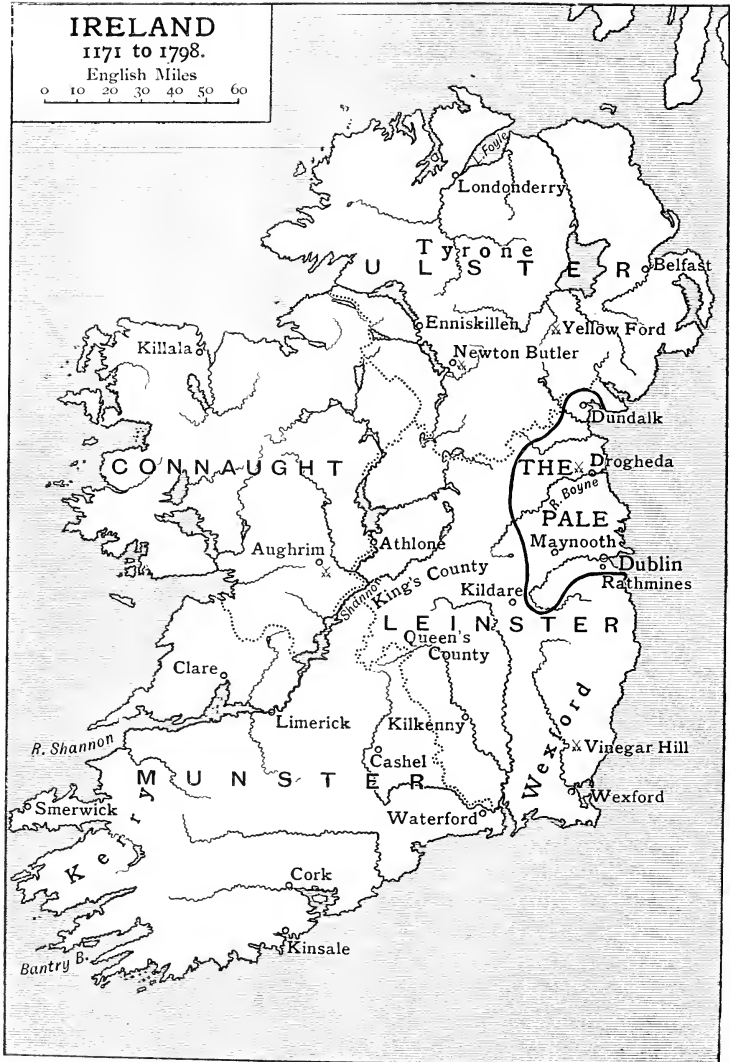 IRELAND
1171 to 1798.
English Miles
0 10 20 30 40 50 60
L. Foyle
Londonderry
Tyrone
ULSTER
Belfast
Enniskillen
Yellow Ford
Killala
Newton Butler
Dundalk
CONNAUGHT
THE
Drogheda
R. Boyne
PALE
Maynooth
Aughrim
Athlone
Dublin
Rathmines
Shannon
King's County
Kildare
LEINSTER
Queen's
County
Clare
Limerick
Kilkenny
R. Shannon
Wexford
Vinegar Hill
Cashel
MUNSTER
Smerwick
Wexford
Waterford
Kerry
Cork
Kinsale
Bantry B.